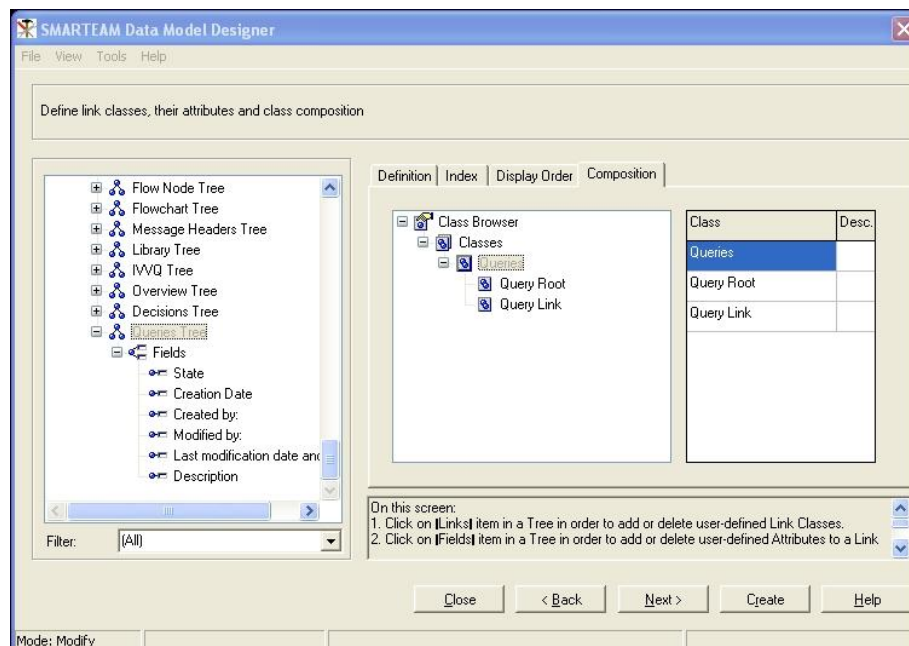 SMARTEAM Data Model Designer
File View Tools Help
Define link classes, their attributes and class composition
Flow Node Tree
Flowchart Tree
Message Headers Tree
Library Tree
IVVQ Tree
Overview Tree
Decisions Tree
Queries Tree
Fields
State
Creation Date
Created by:
Modified by:
Last modification date and
Description
Filter: (All)
Definition Index Display Order Composition
Class Browser
Classes
Queries
Query Root
Query Link
Class Desc.
Queries
Query Root
Query Link
On this screen:
1. Click on |Links| item in a Tree in order to add or delete user-defined Link Classes.
2. Click on |Fields| item in a Tree in order to add or delete user-defined Attributes to a Link
Close < Back Next > Create Help
Mode: Modify